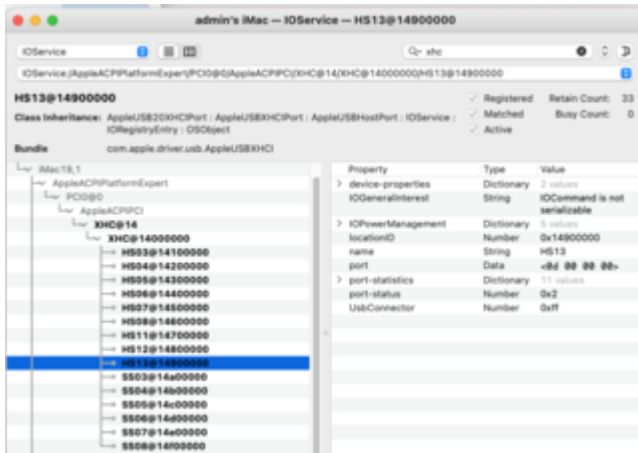 admin's iMac — IOService — HS13@14900000
IOService
xhc
IOService:/AppleACPIPlatformExpert/PCI0@0/AppleACPIPCI/XHC@14/XHC@14000000/HS13@14900000
HS13@14900000
Class Inheritance: AppleUSB20XHCIPort : AppleUSBXHCIPort : AppleUSBHostPort : IOService :
IORegistryEntry : OSObject
Bundle com.apple.driver.usb.AppleUSBXHCI
Registered Retain Count: 33
Matched Busy Count: 0
Active
iMac19,1
AppleACPIPlatformExpert
PCI0@0
AppleACPIPCI
XHC@14
XHC@14000000
HS03@14100000
HS04@14200000
HS05@14300000
HS06@14400000
HS07@14500000
HS08@14600000
HS11@14700000
HS12@14800000
HS13@14900000
SS03@14a00000
SS04@14b00000
SS05@14c00000
SS06@14d00000
SS07@14e00000
SS08@14f00000
Property Type Value
device-properties Dictionary 2 values
IOGeneralInterest String IOCommand is not
serializable
IOPowerManagement Dictionary 5 values
locationID Number 0x14900000
name String HS13
port Data <0d 00 00 00>
port-statistics Dictionary 11 values
port-status Number 0x2
UsbConnector Number 0xff